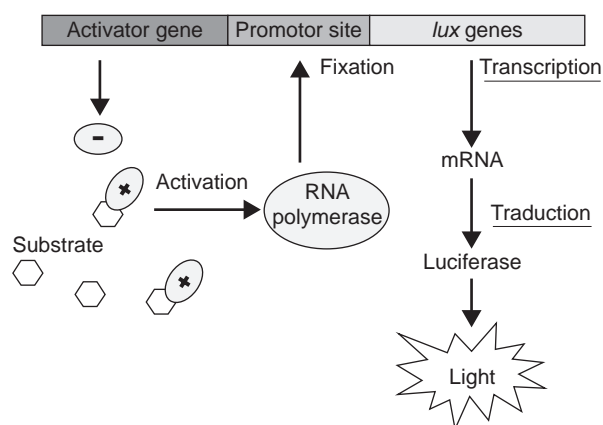 Activator gene Promotor site lux genes
Fixation
Transcription
-
+
Activation
RNA
polymerase
mRNA
Traduction
Substrate
+
Luciferase
Light